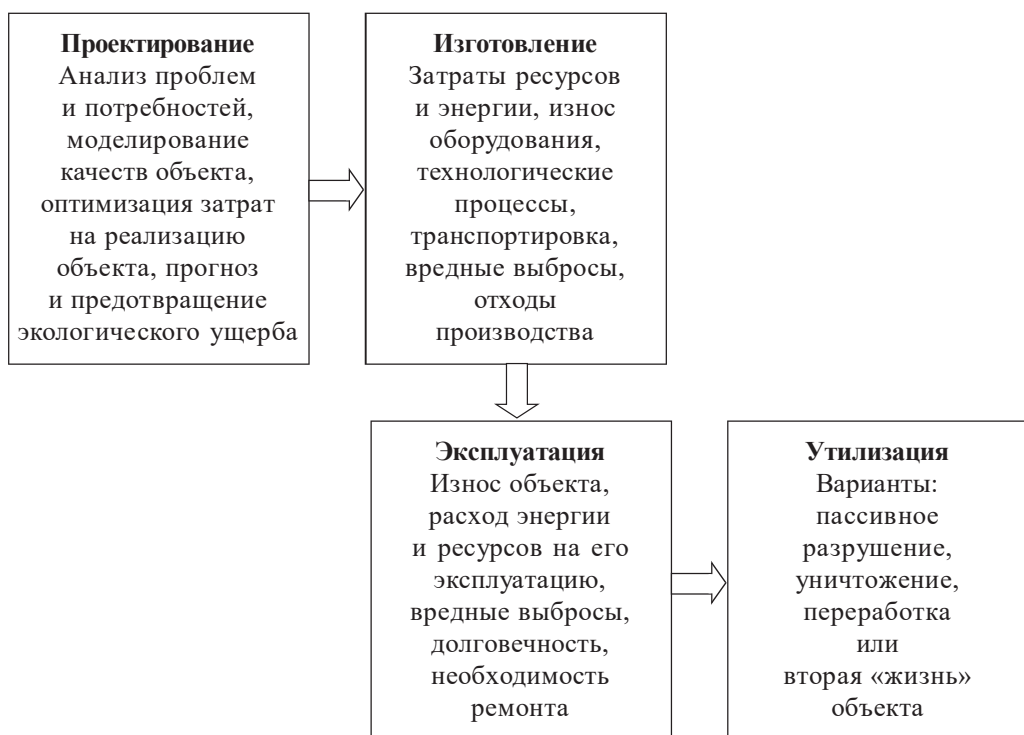 Проектирование
Анализ проблем
и потребностей,
моделирование
качеств объекта,
оптимизация затрат
на реализацию
объекта, прогноз
и предотвращение
экологического ущерба
Изготовление
Затраты ресурсов
и энергии, износ
оборудования,
технологические
процессы,
транспортировка,
вредные выбросы,
отходы
производства
Эксплуатация
Износ объекта,
расход энергии
и ресурсов на его
эксплуатацию,
вредные выбросы,
долговечность,
необходимость
ремонта
Утилизация
Варианты:
пассивное
разрушение,
уничтожение,
переработка
или
вторая «жизнь»
объекта